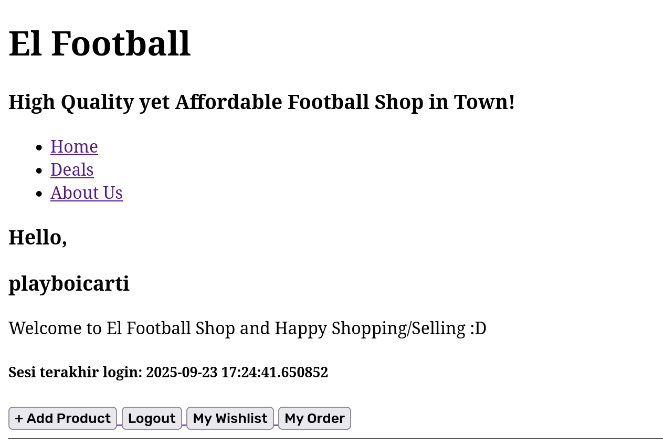 El Football
High Quality yet Affordable Football Shop in Town!
Home
Deals
About Us
Hello,
playboicarti
Welcome to El Football Shop and Happy Shopping/Selling :D
Sesi terakhir login: 2025-09-23 17:24:41.650852
+ Add Product Logout My Wishlist My Order